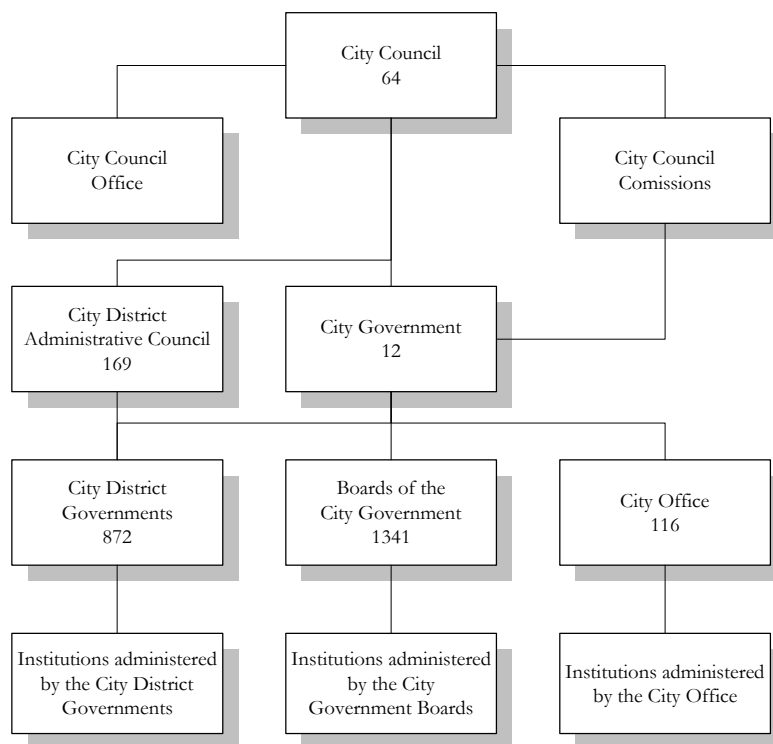 City Council
64
City Council
Office
City Council
Comissions
City District
Administrative Council
169
City Government
12
City District
Governments
872
Boards of the
City Government
1341
City Office
116
Institutions administered
by the City District
Governments
Institutions administered
by the City
Government Boards
Institutions administered
by the City Office